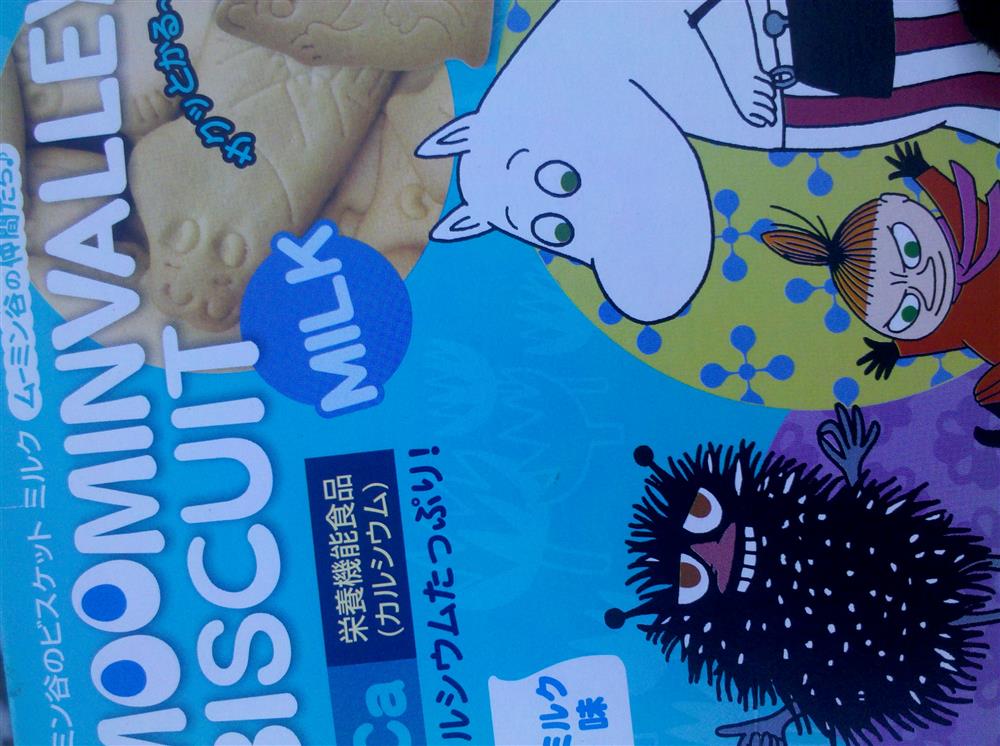 ムーミン谷の仲間たち♪
ミン谷のビスケット ミルク
MOOMINVALLEY
BISCUIT
サクッとかる〜
MILK
栄養機能食品
(カルシウム)
Ca
ルシウムたっぷり!
ミルク
味